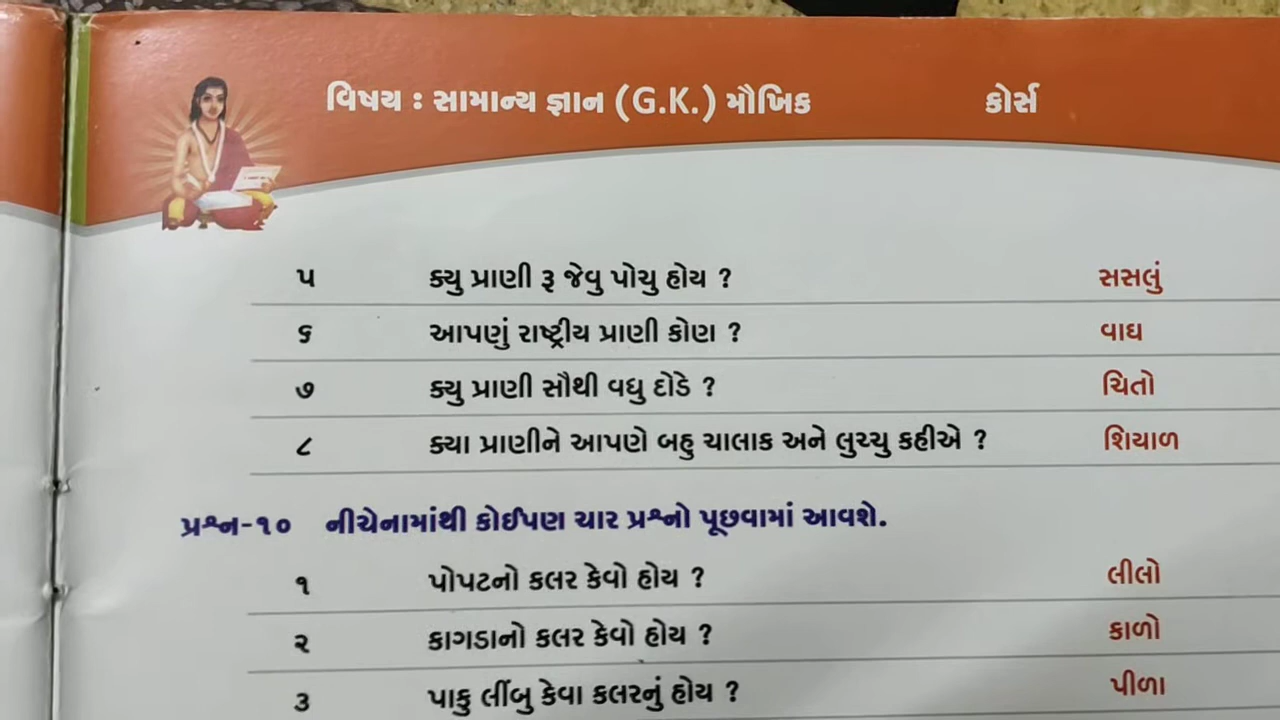 વિષય : સામાન્ય જ્ઞાન (G.K.) મૌખિક કોર્સ
૫ ક્યુ પ્રાણી રૂ જેવુ પોચુ હોય ?  સસલું
૬ આપણું રાષ્ટ્રીય પ્રાણી કોણ ? વાઘ
૭ ક્યુ પ્રાણી સૌથી વધુ દોડે ? ચિતો
૮ ક્યા પ્રાણીને આપણે બહુ ચાલાક અને લુચ્ચુ કહીએ ? શિયાળ
પ્રશ્ન-૧૦ નીચેનામાંથી કોઈપણ ચાર પ્રશ્નો પૂછવામાં આવશે.
૧ પોપટનો કલર કેવો હોય ? લીલો
૨ કાગડાનો કલર કેવો હોય ? કાળો
૩ પાકુ લીંબુ કેવા કલરનું હોય ? પીળા